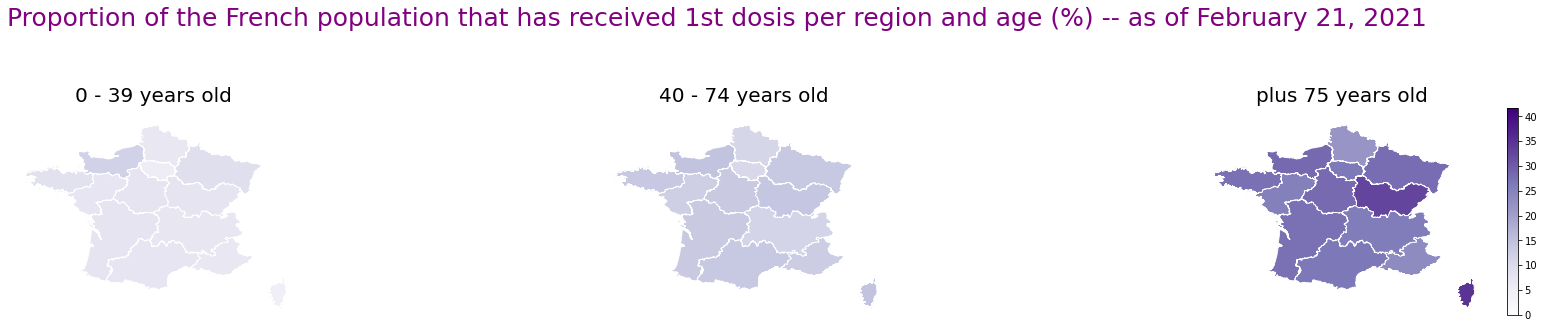 Proportion of the French population that has received 1st dosis per region and age (%) -- as of February 21, 2021
0 - 39 years old
40 - 74 years old
plus 75 years old
40
35
30
25
20
15
10
5
0